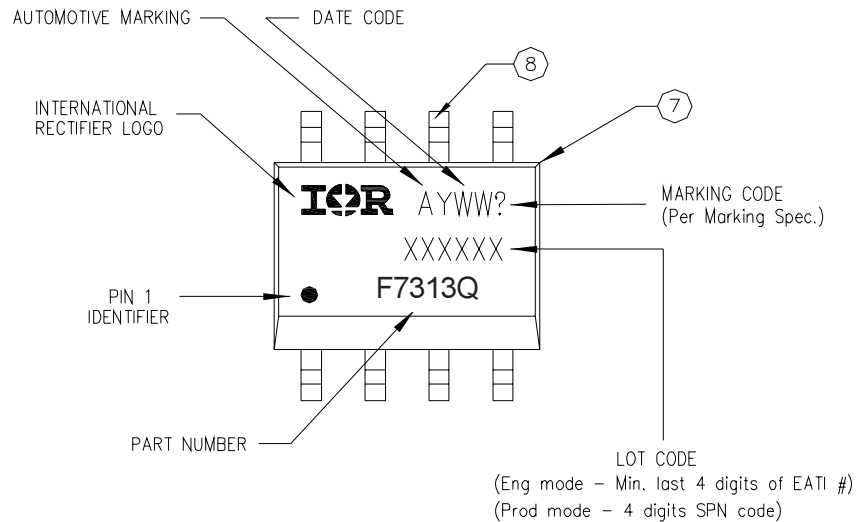 AUTOMOTIVE MARKING
DATE CODE
8
INTERNATIONAL
RECTIFIER LOGO
7
IOR
AYWW?
MARKING CODE
(Per Marking Spec.)
XXXXXX
PIN 1
IDENTIFIER
F7313Q
PART NUMBER
LOT CODE
(Eng mode – Min. last 4 digits of EATI #)
(Prod mode – 4 digits SPN code)